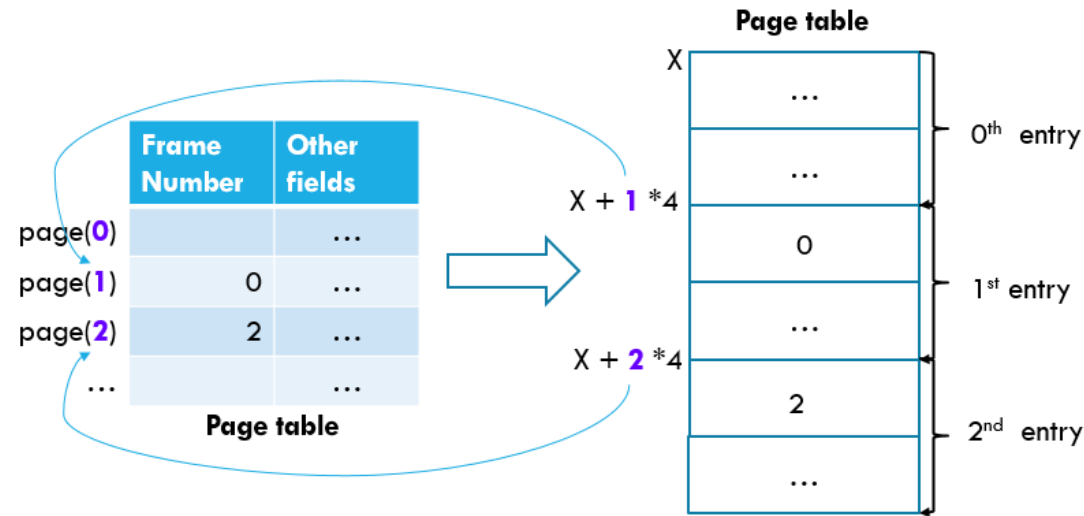 Page table
X
...
0th entry
...
X + 1 *4
0
1st entry
...
X + 2 *4
2
2nd entry
...
Frame Number Other fields
page(0) ...
page(1) 0 ...
page(2) 2 ...
... ...
Page table